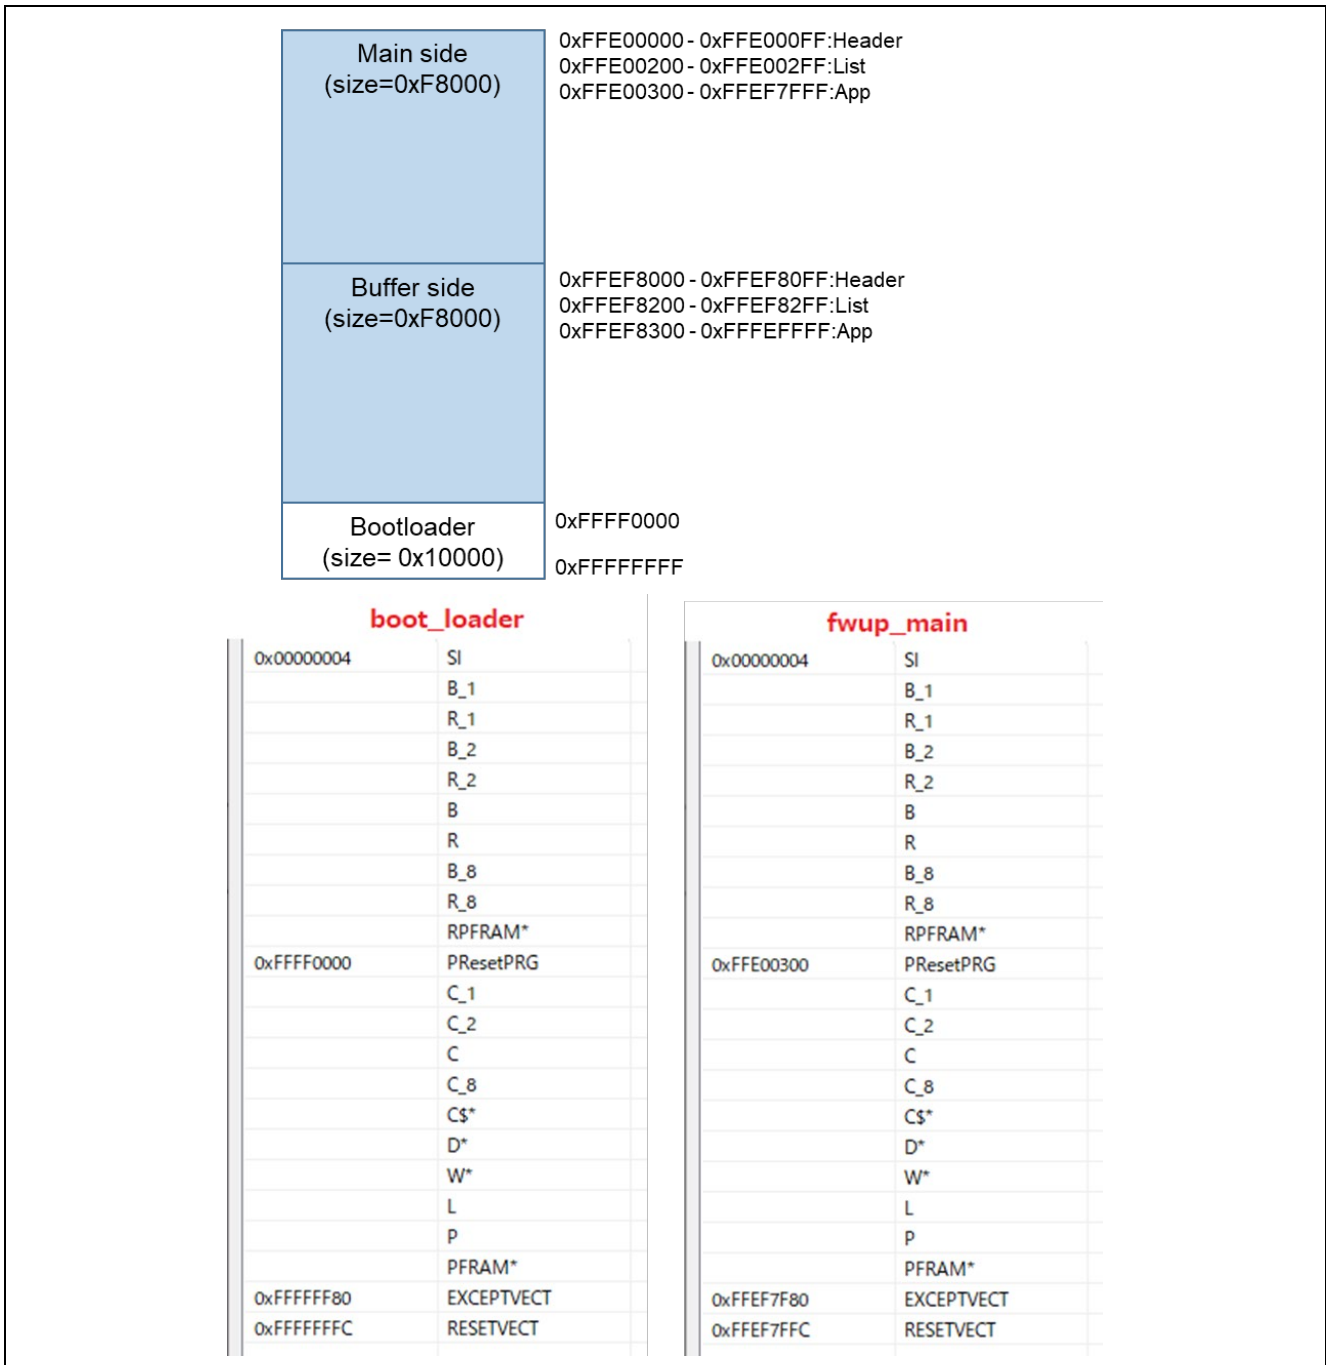 Main side
(size=0xF8000)
0xFFE00000 - 0xFFE000FF:Header
0xFFE00200 - 0xFFE002FF:List
0xFFE00300 - 0xFFEF7FFF:App
Buffer side
(size=0xF8000)
0xFFEF8000 - 0xFFEF80FF:Header
0xFFEF8200 - 0xFFEF82FF:List
0xFFEF8300 - 0xFFFEFFFF:App
Bootloader
(size= 0x10000)
0xFFFF0000
0xFFFFFFFF
boot_loader
0x00000004 SI
B_1
R_1
B_2
R_2
B
R
B_8
R_8
RPFRAM*
0xFFFF0000 PResetPRG
C_1
C_2
C
C_8
C$*
D*
W*
L
P
PFRAM*
0xFFFFFF80 EXCEPTVECT
0xFFFFFFFC RESETVECT
fwup_main
0x00000004 SI
B_1
R_1
B_2
R_2
B
R
B_8
R_8
RPFRAM*
0xFFE00300 PResetPRG
C_1
C_2
C
C_8
C$*
D*
W*
L
P
PFRAM*
0xFFEF7F80 EXCEPTVECT
0xFFEF7FFC RESETVECT